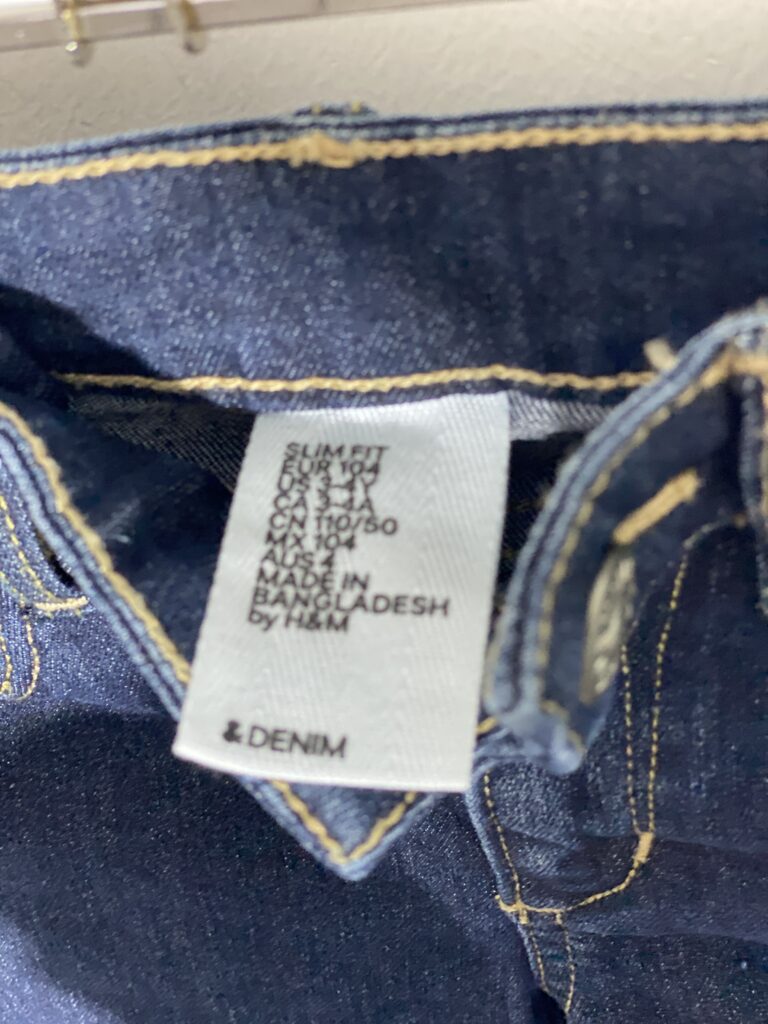 SLIM FIT
EUR 104
US 3-4Y
CA 3-4A
CN 110/50
MX 104
AUS 4
MADE IN
BANGLADESH
by H&M
& DENIM